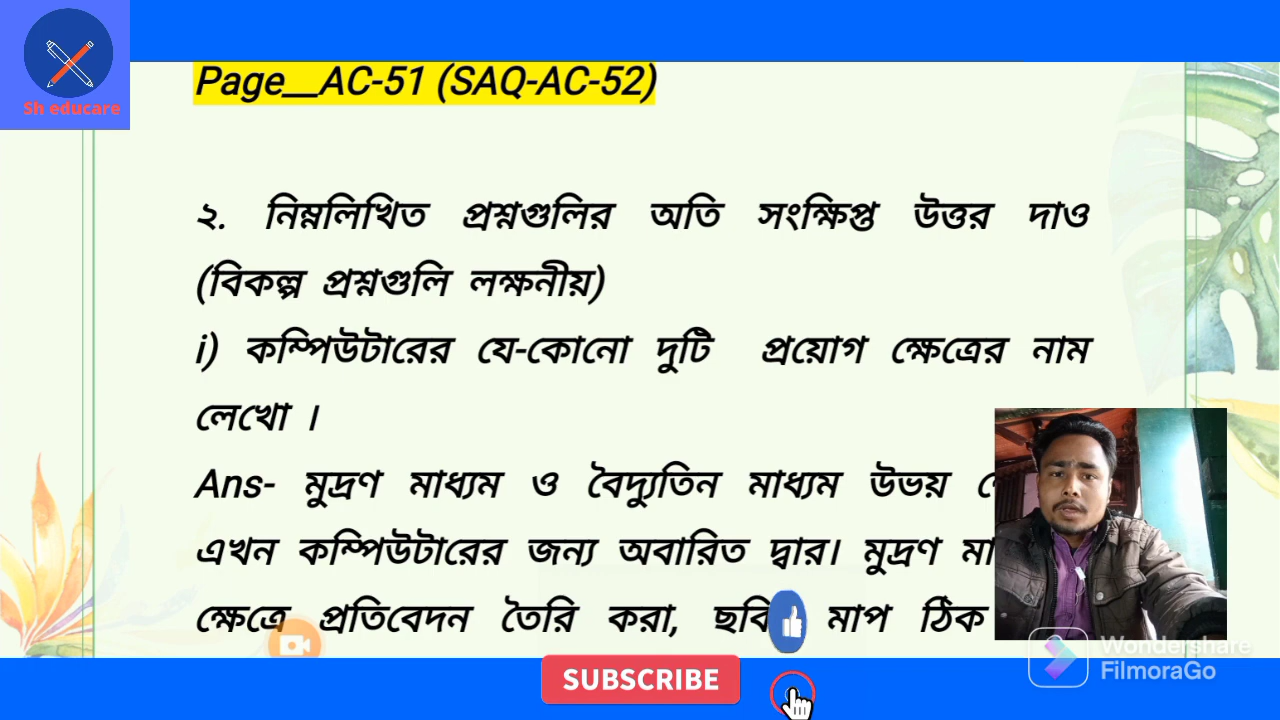 Sh educare
Page__AC-51 (SAQ-AC-52)
২. নিম্নলিখিত প্রশ্নগুলির অতি সংক্ষিপ্ত উত্তর দাও
(বিকল্প প্রশ্নগুলি লক্ষনীয়)
i) কম্পিউটারের যে-কোনো দুটি প্রয়োগ ক্ষেত্রের নাম
লেখো ।
Ans- মুদ্রণ মাধ্যম ও বৈদ্যুতিন মাধ্যম উভয়
এখন কম্পিউটারের জন্য অবারিত দ্বার। মুদ্রণ
ক্ষেত্রে প্রতিবেদন তৈরি করা, ছবি মাপ ঠিক
Wondershare
FilmoraGo
SUBSCRIBE